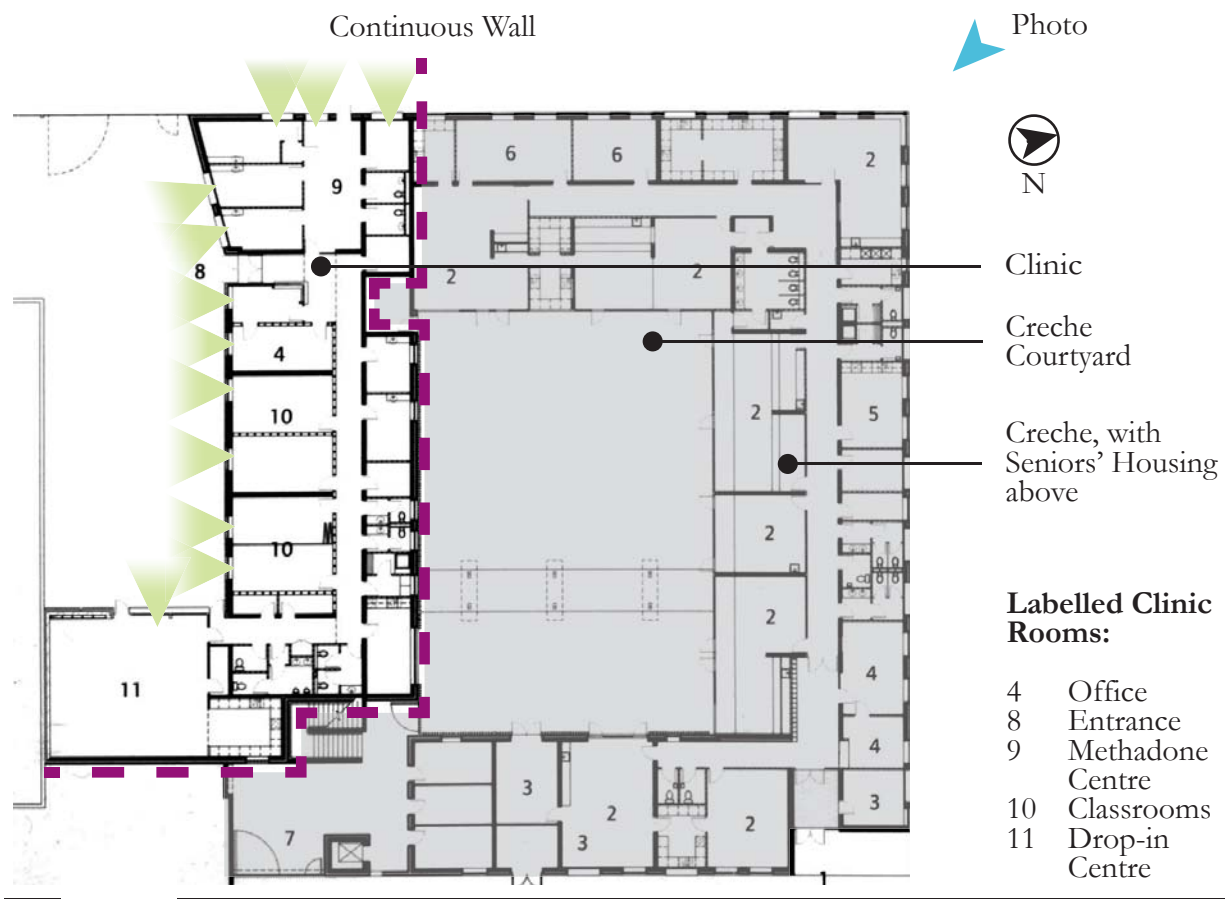 Continuous Wall
Photo
N
6
6
2
9
8
2
2
Clinic
Creche
Courtyard
4
2
5
10
Creche, with
Seniors' Housing
above
2
10
2
Labelled Clinic
Rooms:
4 Office
8 Entrance
9 Methadone
Centre
10 Classrooms
11 Drop-in
Centre
11
4
4
3
3
2
3
2
7
1